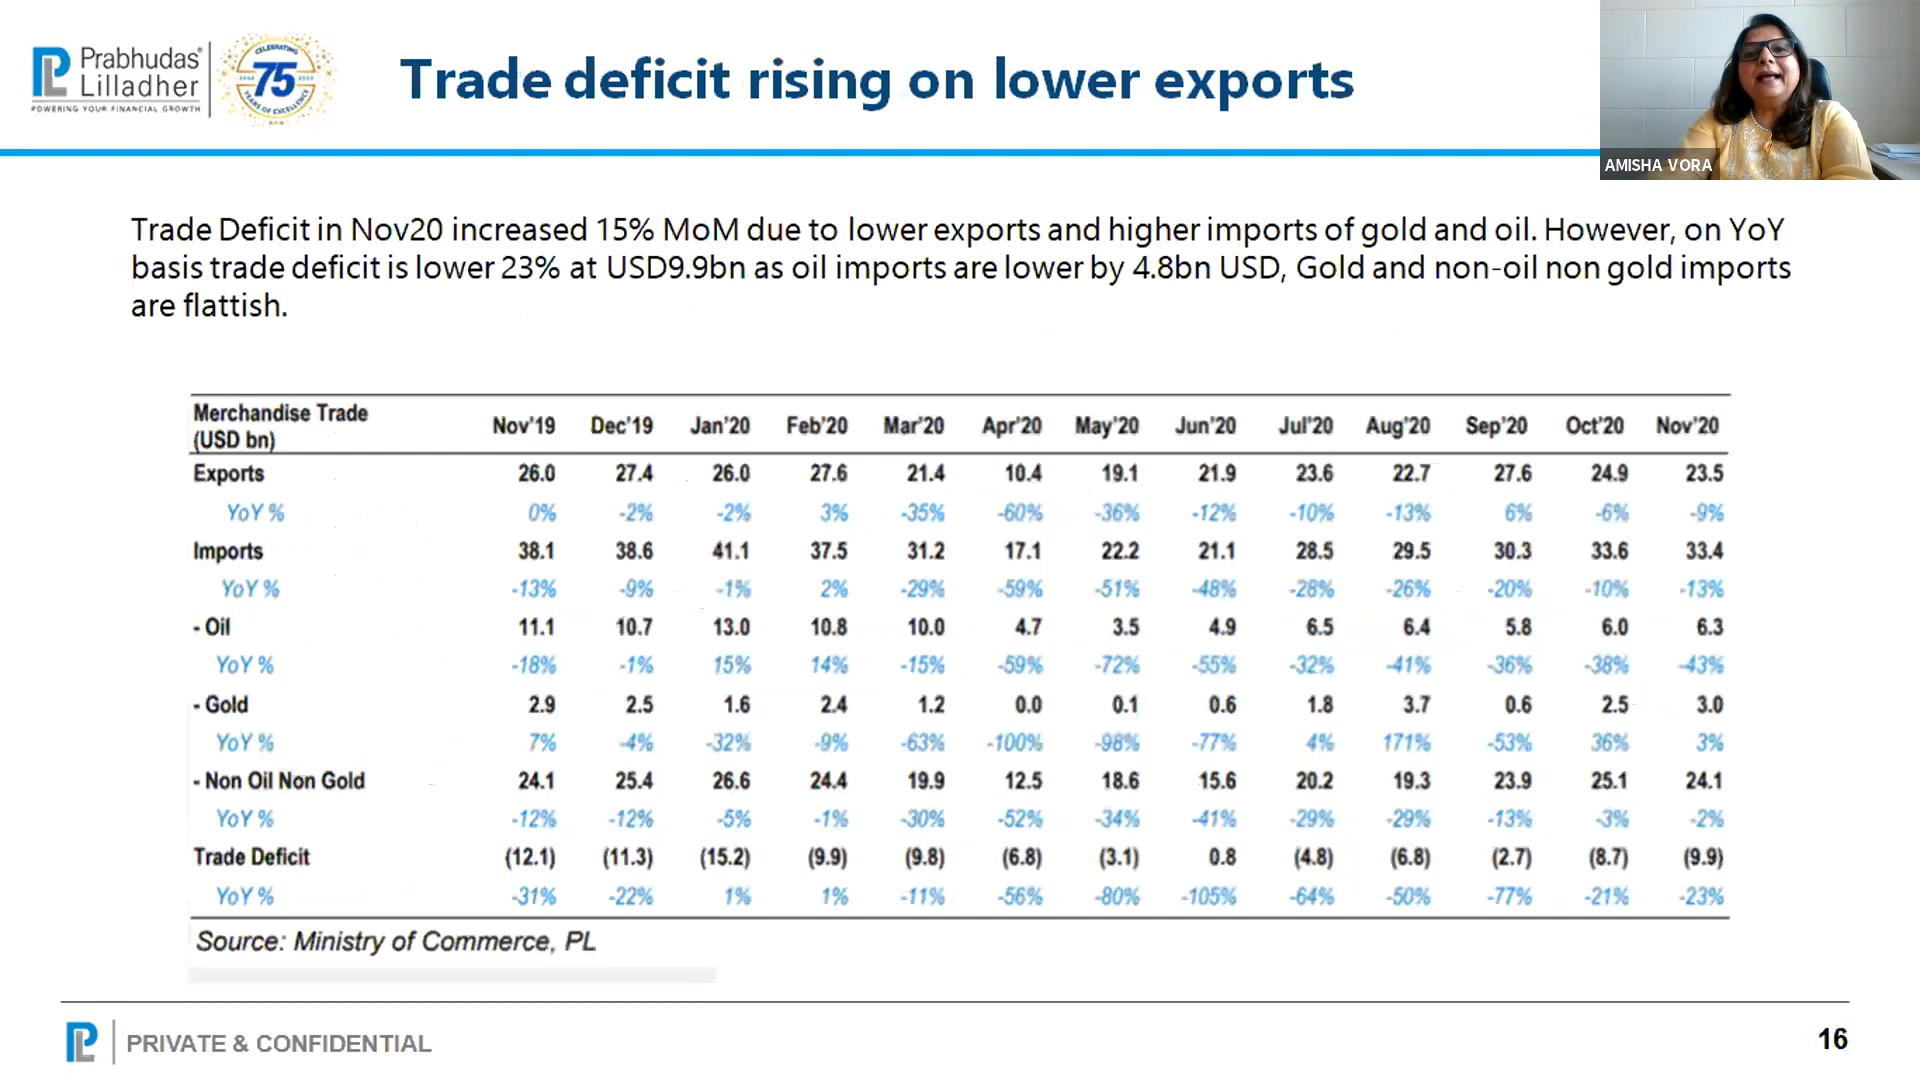 Prabhudas
Lilladher
POWERING YOUR FINANCIAL GROWTH
CELEBRATING
75
YEARS OF EXCELLENCE
Trade deficit rising on lower exports
AMISHA VORA
Trade Deficit in Nov20 increased 15% MoM due to lower exports and higher imports of gold and oil. However, on YoY
basis trade deficit is lower 23% at USD9.9bn as oil imports are lower by 4.8bn USD, Gold and non-oil non gold imports
are flattish.
Merchandise Trade
(USD bn) Nov'19 Dec'19 Jan'20 Feb'20 Mar'20 Apr'20 May'20 Jun'20 Jul'20 Aug'20 Sep'20 Oct'20 Nov'20
Exports 26.0 27.4 26.0 27.6 21.4 10.4 19.1 21.9 23.6 22.7 27.6 24.9 23.5
YoY % 0% -2% -2% 3% -35% -60% -36% -12% -10% -13% 6% -6% -9%
Imports 38.1 38.6 41.1 37.5 31.2 17.1 22.2 21.1 28.5 29.5 30.3 33.6 33.4
YoY % -13% -9% -1% 2% -29% -59% -51% -48% -28% -26% -20% -10% -13%
- Oil 11.1 10.7 13.0 10.8 10.0 4.7 3.5 4.9 6.5 6.4 5.8 6.0 6.3
YoY % -18% -1% 15% 14% -15% -59% -72% -55% -32% -41% -36% -38% -43%
- Gold 2.9 2.5 1.6 2.4 1.2 0.0 0.1 0.6 1.8 3.7 0.6 2.5 3.0
YoY % 7% -4% -32% -9% -63% -100% -98% -77% 4% 171% -53% 36% 3%
- Non Oil Non Gold 24.1 25.4 26.6 24.4 19.9 12.5 18.6 15.6 20.2 19.3 23.9 25.1 24.1
YoY % -12% -12% -5% -1% -30% -52% -34% -41% -29% -29% -13% -3% -2%
Trade Deficit (12.1) (11.3) (15.2) (9.9) (9.8) (6.8) (3.1) 0.8 (4.8) (6.8) (2.7) (8.7) (9.9)
YoY % -31% -22% 1% 1% -11% -56% -80% -105% -64% -50% -77% -21% -23%
Source: Ministry of Commerce, PL
PRIVATE & CONFIDENTIAL
16